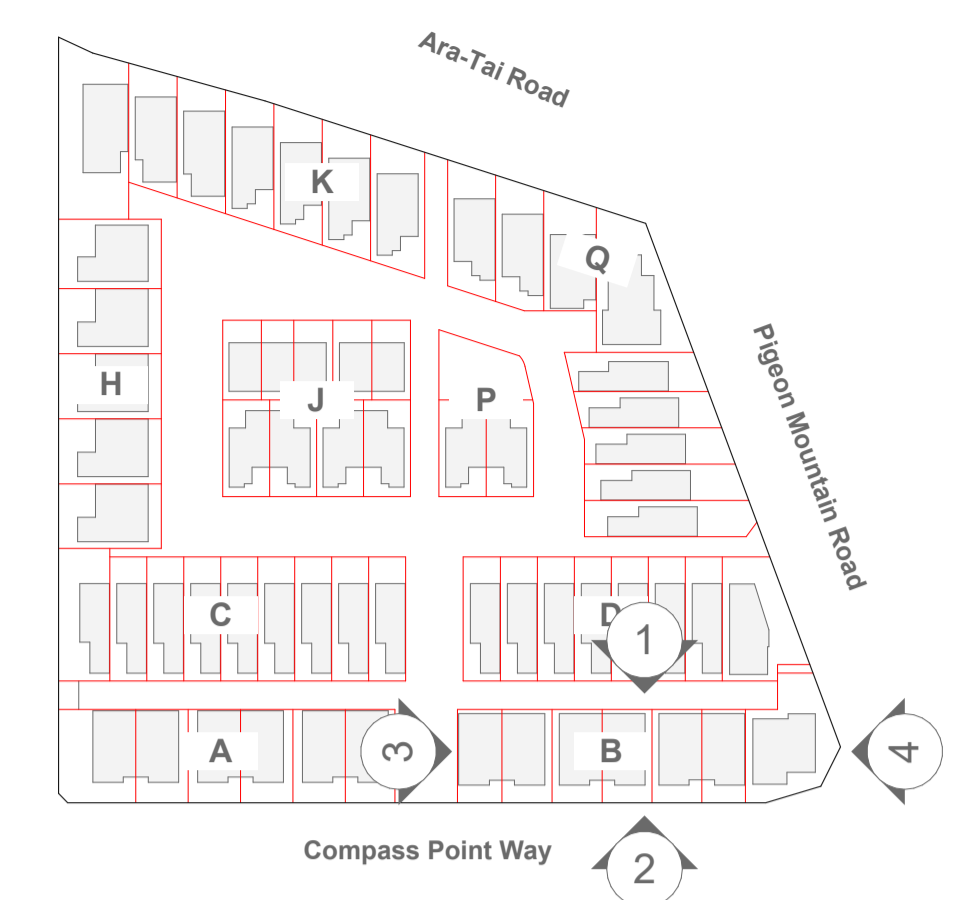 Ara-Tai Road
K
Q
Pigeon Mountain Road
H
J
P
C
D
1
A
3
B
4
Compass Point Way
2